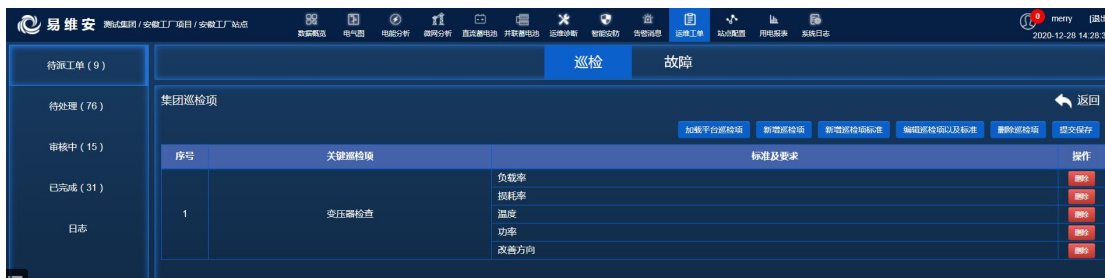 易维安 测试集团 / 安徽工厂项目 / 安徽工厂站点
数据概览 电气图 电能分析 微网分析 直流蓄电池 并联蓄电池 运维诊断 智能安防 告警消息 运维工单 站点配置 用电报表 系统日志
0 merry [退出
2020-12-28 14:28:3
待派工单 ( 9 )
待处理 ( 76 )
审核中 ( 15 )
已完成 ( 31 )
日志
巡检 故障
集团巡检项 返回
加载平台巡检项 新增巡检项 新增巡检项标准 编辑巡检项以及标准 删除巡检项 提交保存
序号 关键巡检项 标准及要求 操作
1 变压器检查
负载率 删除
损耗率 删除
温度 删除
功率 删除
改善方向 删除